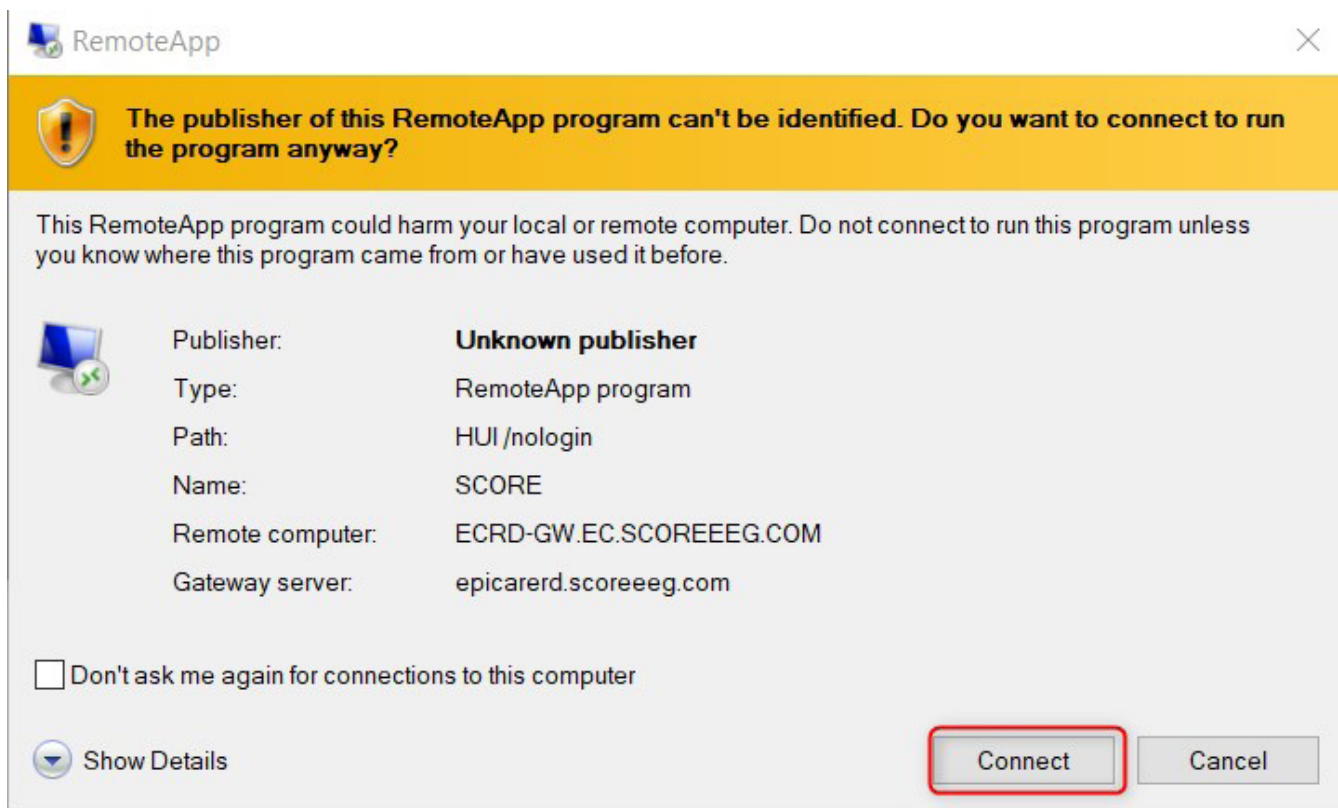 RemoteApp
The publisher of this RemoteApp program can't be identified. Do you want to connect to run
the program anyway?
This RemoteApp program could harm your local or remote computer. Do not connect to run this program unless
you know where this program came from or have used it before.
Publisher: Unknown publisher
Type: RemoteApp program
Path: HUI /nologin
Name: SCORE
Remote computer: ECRD-GW.EC.SCOREEEG.COM
Gateway server: epicarerd.scoreeeg.com
Don't ask me again for connections to this computer
Show Details Connect Cancel